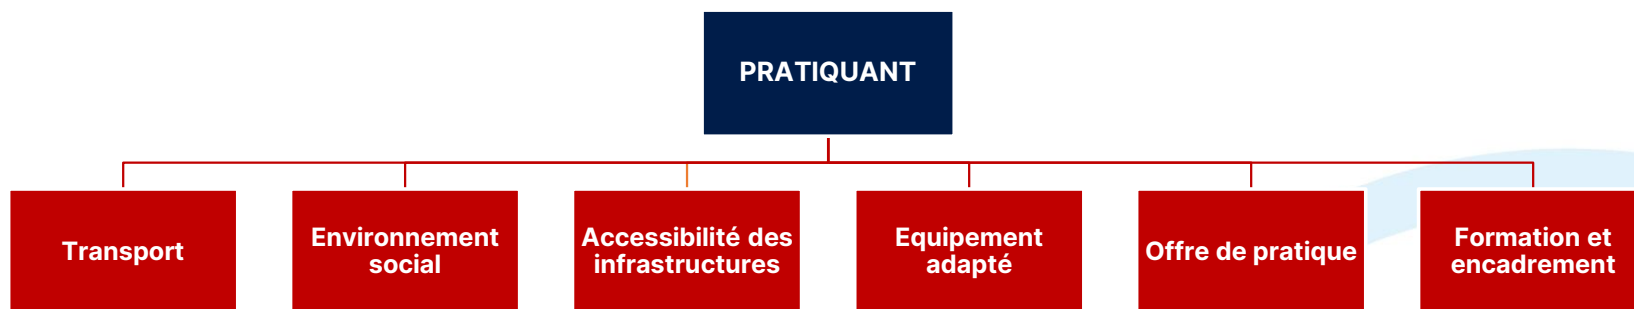 PRATIQUANT
Transport
Environnement
social
Accessibilité des
infrastructures
Equipement
adapté
Offre de pratique
Formation et
encadrement